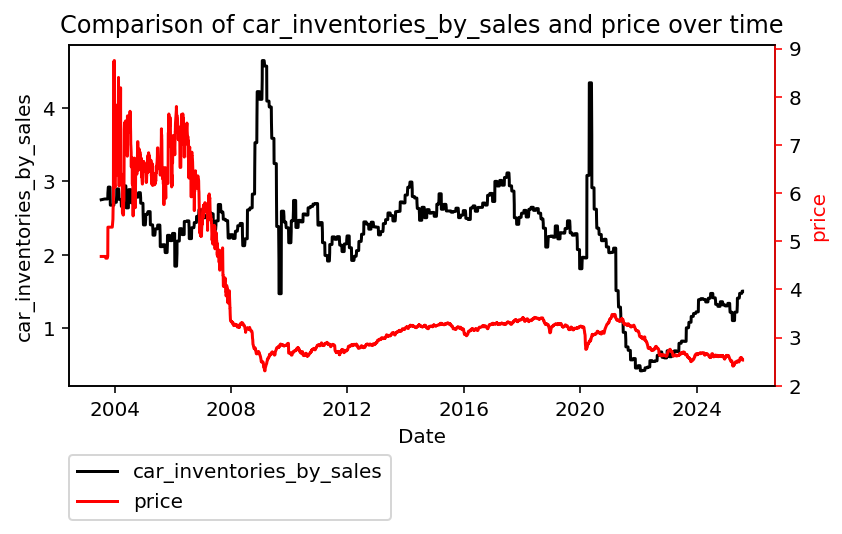 Comparison of car_inventories_by_sales and price over time
car_inventories_by_sales
4
3
2
1
price
9
8
7
6
5
4
3
2
2004 2008 2012 2016 2020 2024
Date
car_inventories_by_sales
price